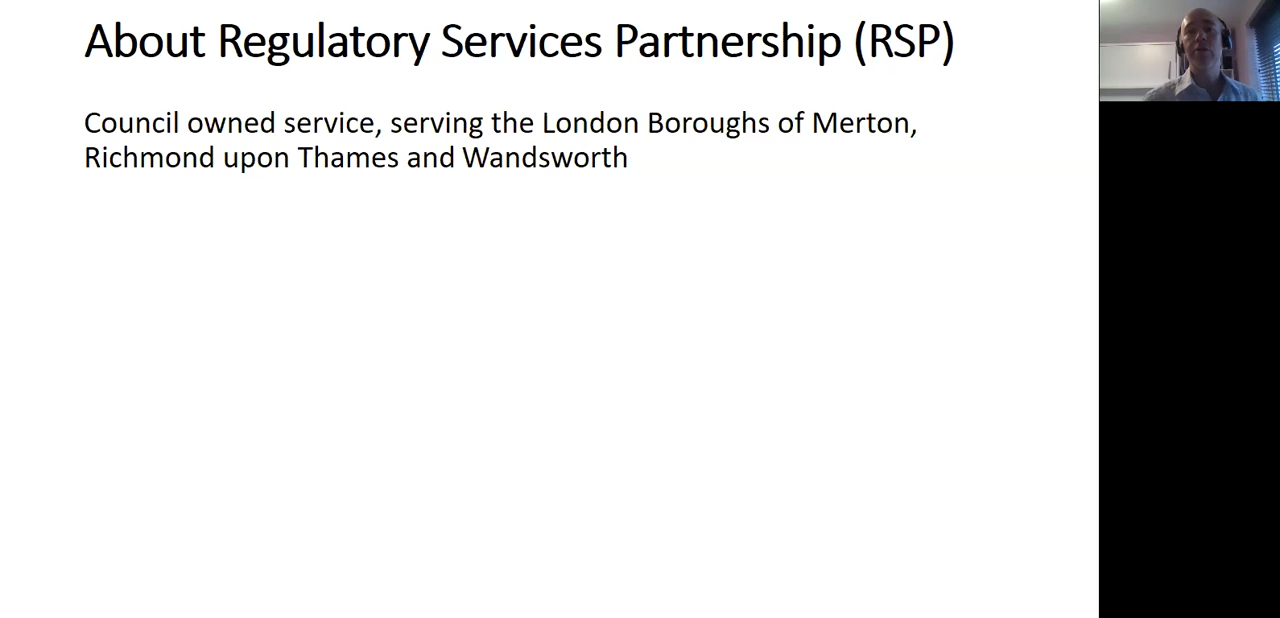 About Regulatory Services Partnership (RSP)
Council owned service, serving the London Boroughs of Merton,
Richmond upon Thames and Wandsworth